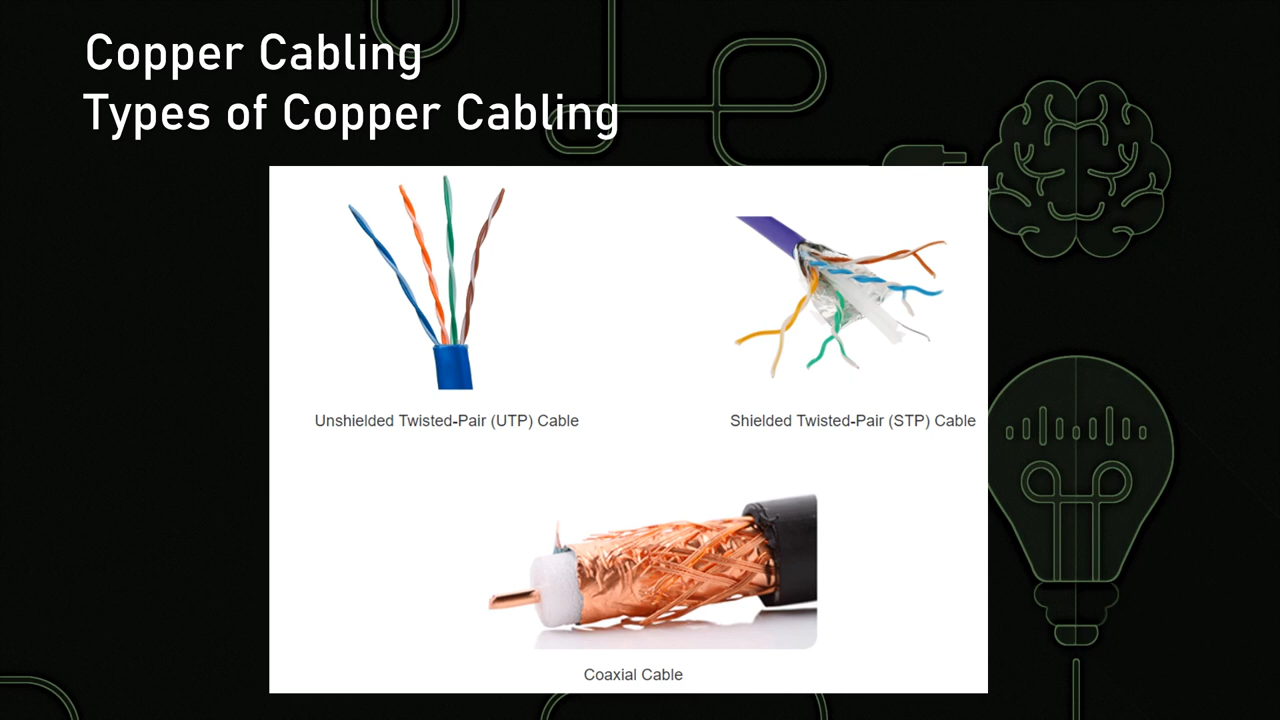 Copper Cabling
Types of Copper Cabling
Unshielded Twisted-Pair (UTP) Cable
Shielded Twisted-Pair (STP) Cable
Coaxial Cable